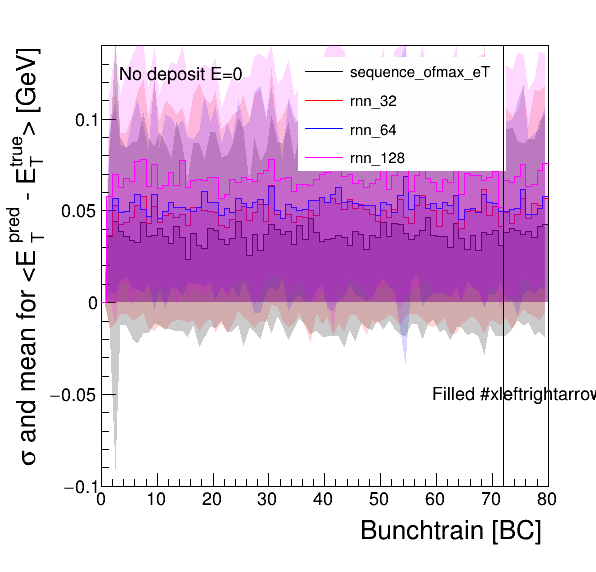 No deposit E=0
sequence_ofmax_eT
rnn_32
rnn_64
rnn_128
σ and mean for <E_T^pred - E_T^true> [GeV]
0.1
0.05
0
−0.05
−0.1
Filled #xleftrightarrow
0 10 20 30 40 50 60 70 80
Bunchtrain [BC]